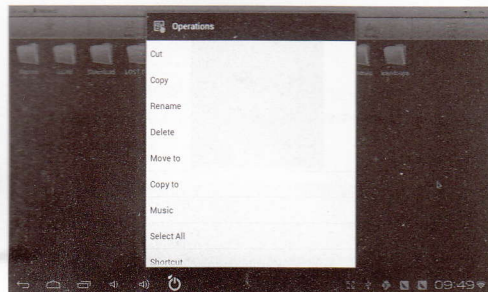 Operations
Cut
Copy
Rename
Delete
Move to
Copy to
Music
Select All
Shortcut
09:49